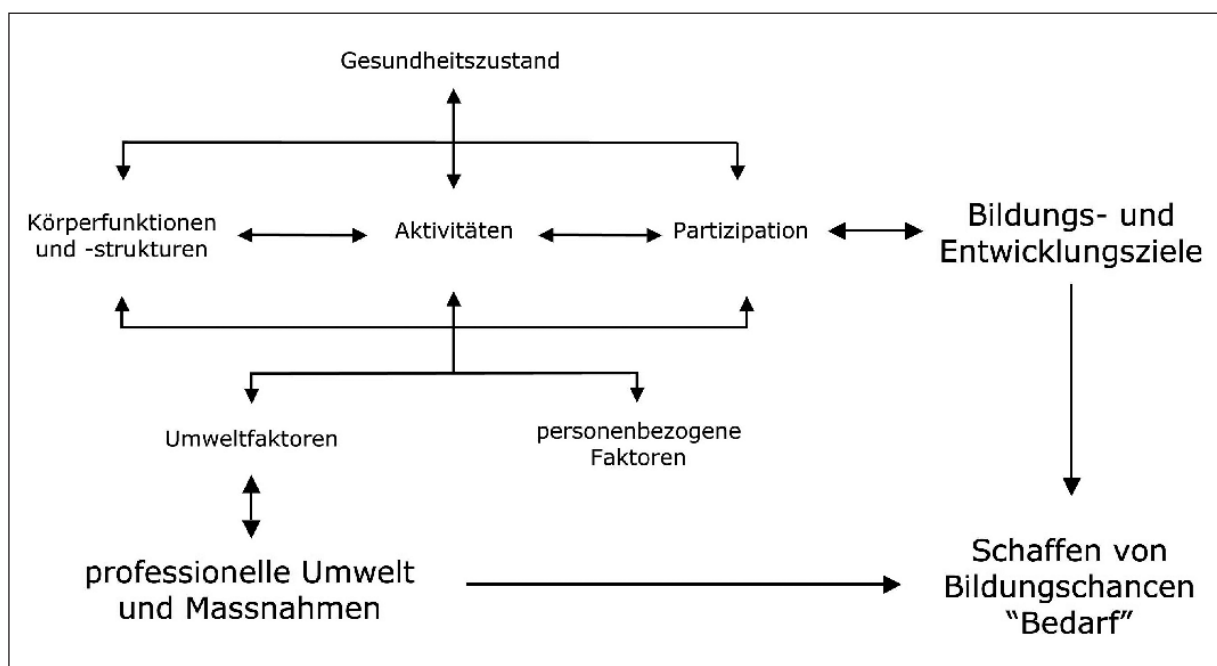 Gesundheitszustand
Körperfunktionen
und -strukturen
Aktivitäten
Partizipation
Bildungs- und
Entwicklungsziele
Umweltfaktoren
personenbezogene
Faktoren
professionelle Umwelt
und Massnahmen
Schaffen von
Bildungschancen
“Bedarf”